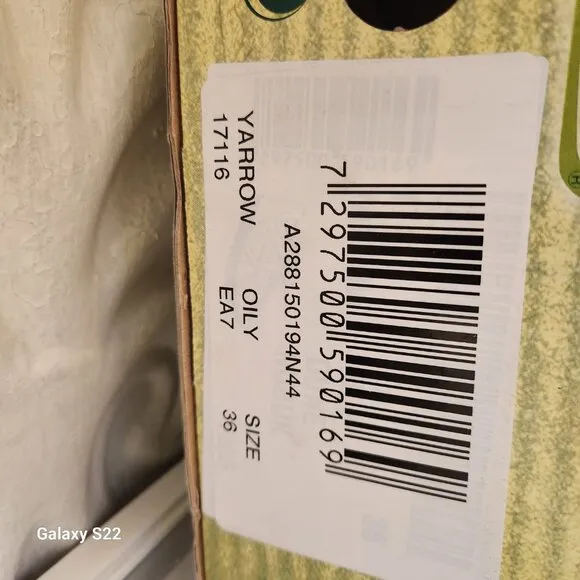 YARROW OILY SIZE
17116 EA7 36
A288150194N44
7 297500 590169
Galaxy S22